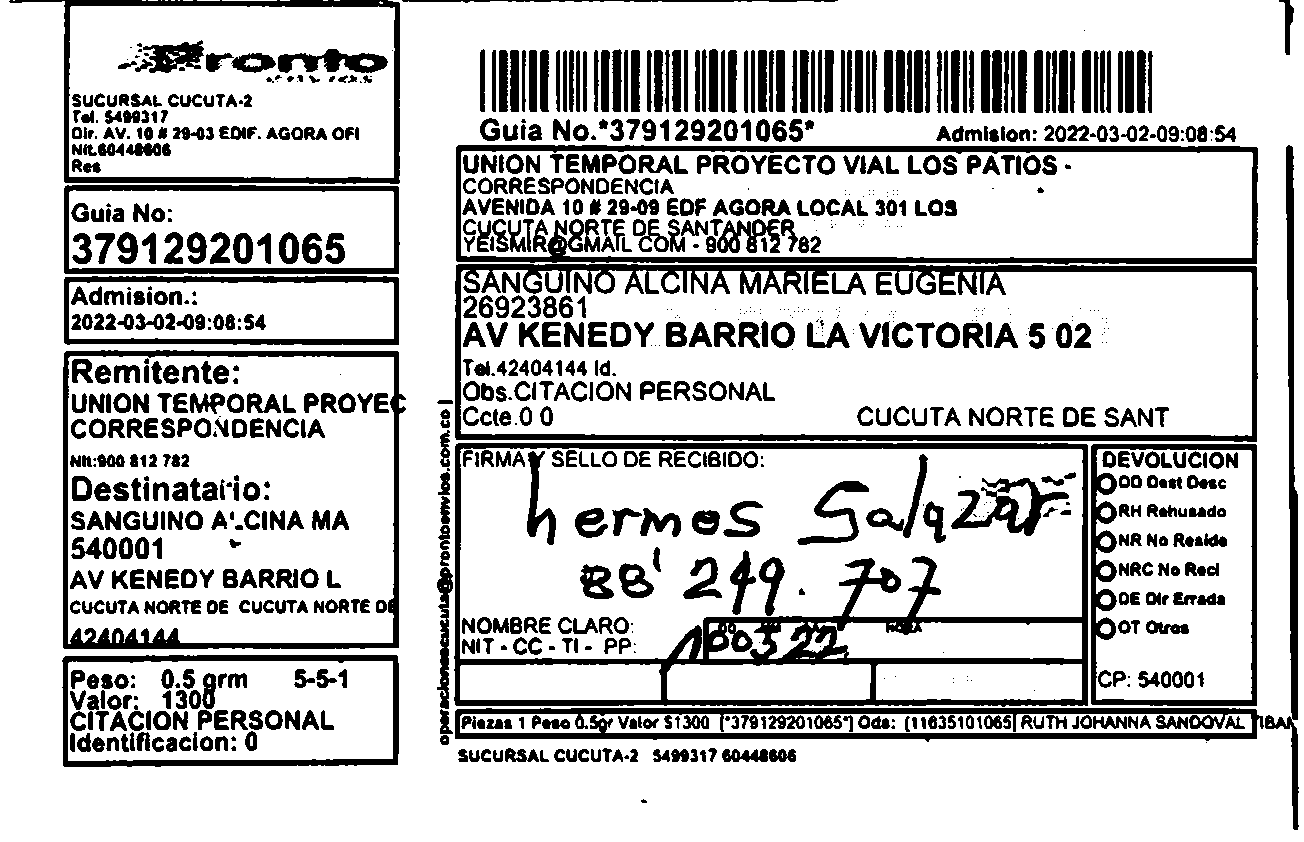 Pronto
SUCURSAL CUCUTA-2
Tel. 5499317
Dir. AV. 10 # 29-03 EDIF. AGORA OFI
Nit.60448606
Res
Guia No:
379129201065
Admision.:
2022-03-02-09:08:54
Remitente:
UNION TEMPORAL PROYEC
CORRESPONDENCIA
Nit:900 812 782
Destinatario:
SANGUINO ALCINA MA
540001
AV KENEDY BARRIO L
CUCUTA NORTE DE CUCUTA NORTE DE
42404144
Peso: 0.5 grm 5-5-1
Valor: 1300
CITACION PERSONAL
Identificacion: 0
operacionescucuta@prontoenvios.com.co |
Guia No.*379129201065*
Admision: 2022-03-02-09:08:54
UNION TEMPORAL PROYECTO VIAL LOS PATIOS -
CORRESPONDENCIA
AVENIDA 10 # 29-09 EDF AGORA LOCAL 301 LOS
CUCUTA NORTE DE SANTANDER
YEISMIR@GMAIL COM - 900 812 782
SANGUINO ALCINA MARIELA EUGENIA
26923861
AV KENEDY BARRIO LA VICTORIA 5 02
Tel.42404144 Id.
Obs.CITACION PERSONAL
Ccte.0 0 CUCUTA NORTE DE SANT
FIRMA Y SELLO DE RECIBIDO:
hermes Salazar
88'249.707
NOMBRE CLARO:
NIT - CC - TI - PP:
HORA
DEVOLUCION
DD Dest Desc
RH Rehusado
NR No Reside
NRC No Recl
DE Dir Errada
OT Otros
CP: 540001
Piezas 1 Peso 0.5gr Valor $1300 [*379129201065*] Ods: (11635101065[ RUTH JOHANNA SANDOVAL TIBA
SUCURSAL CUCUTA-2 5499317 60448606